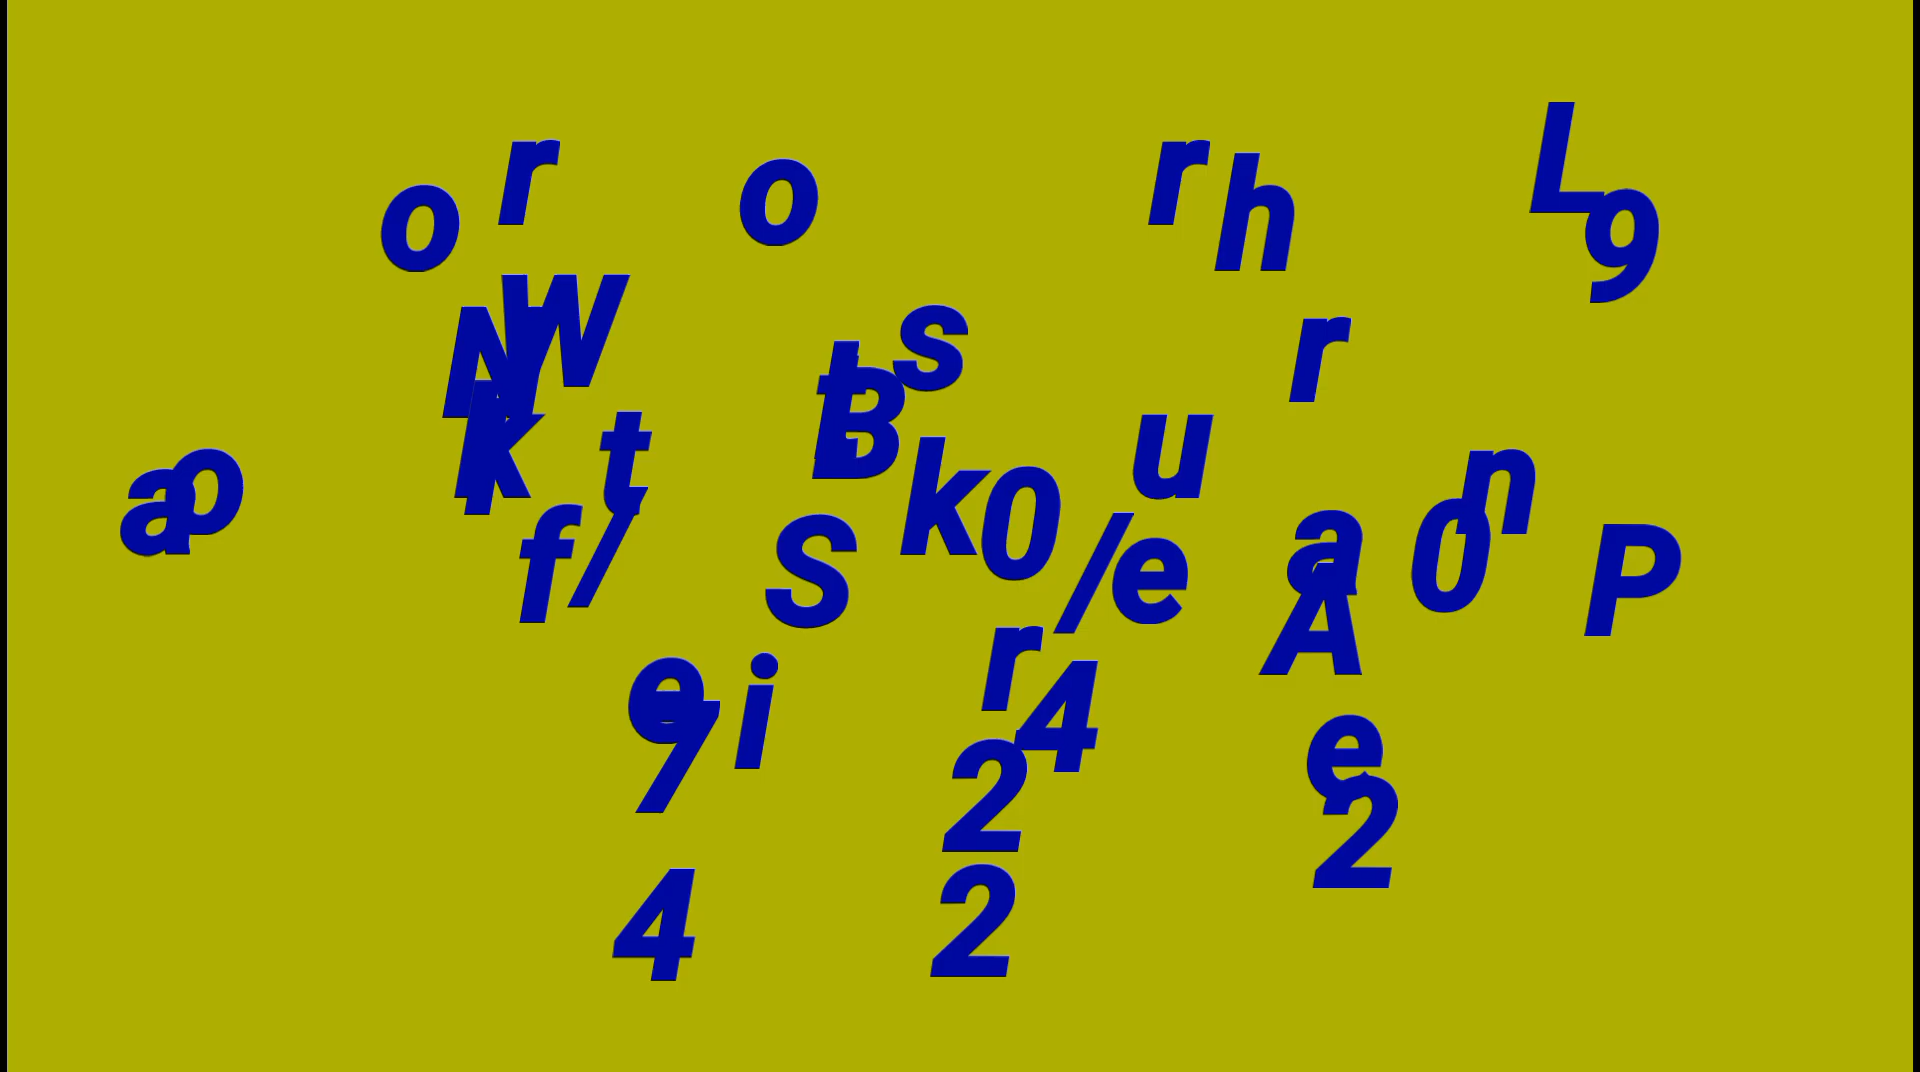 o r o r h L 9
N W s r
a o k t t B k 0 u 0 n
f / S / e a A P
e 7 i r 4 2 e 2
4 2